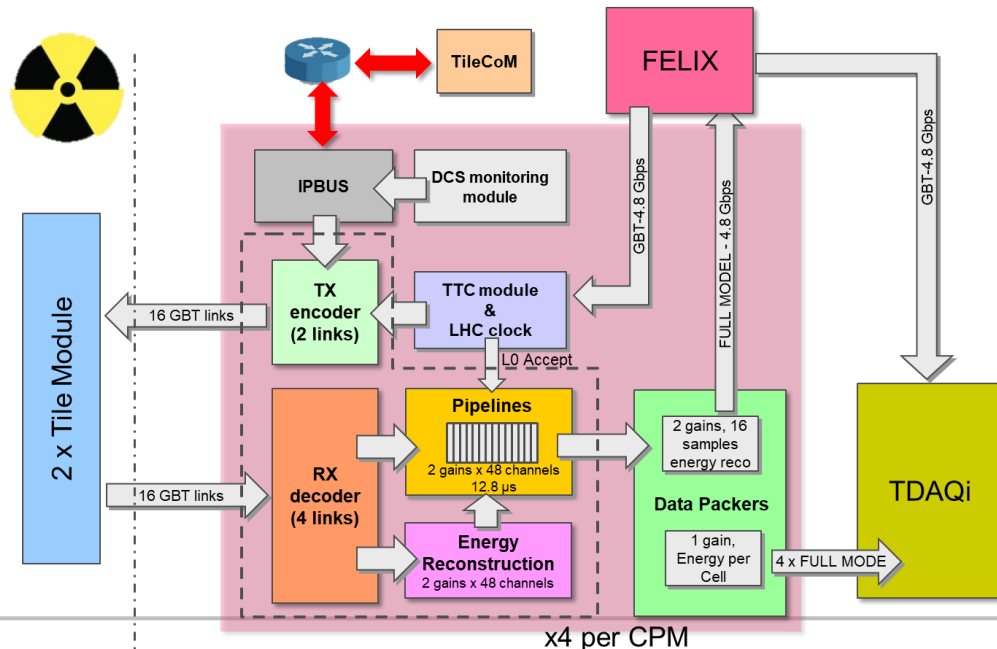 TileCoM
FELIX
IPBUS
DCS monitoring
module
GBT-4.8 Gbps
FULL MODEL - 4.8 Gbps
GBT-4.8 Gbps
2 x Tile Module
16 GBT links
TX
encoder
(2 links)
TTC module
&
LHC clock
L0 Accept
16 GBT links
RX
decoder
(4 links)
Pipelines
2 gains x 48 channels
12.8 µs
Energy
Reconstruction
2 gains x 48 channels
2 gains, 16
samples
energy reco
Data Packers
1 gain,
Energy per
Cell
4 x FULL MODE
TDAQi
x4 per CPM